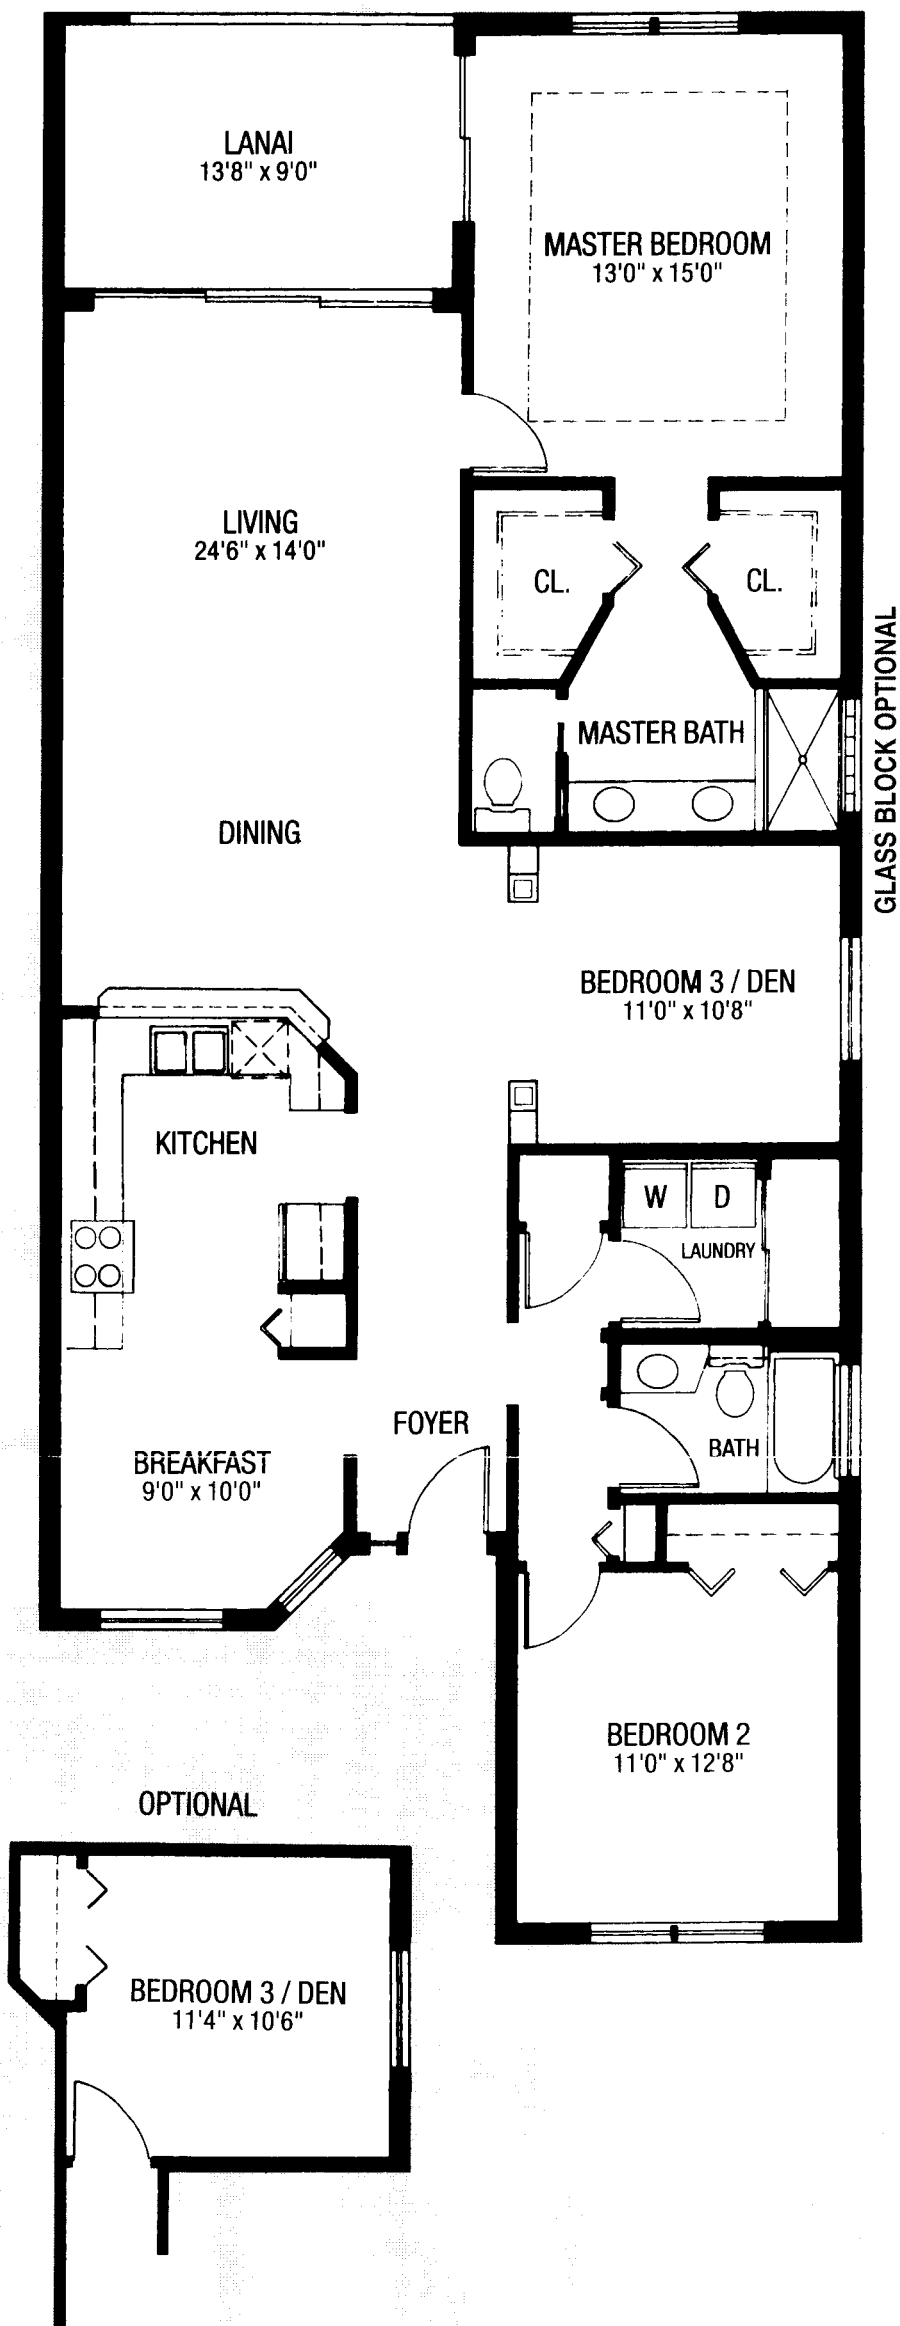 LANAI
13'8" x 9'0"
MASTER BEDROOM
13'0" x 15'0"
LIVING
24'6" x 14'0"
CL.
CL.
GLASS BLOCK OPTIONAL
MASTER BATH
DINING
BEDROOM 3 / DEN
11'0" x 10'8"
KITCHEN
W
D
LAUNDRY
FOYER
BATH
BREAKFAST
9'0" x 10'0"
BEDROOM 2
11'0" x 12'8"
OPTIONAL
BEDROOM 3 / DEN
11'4" x 10'6"